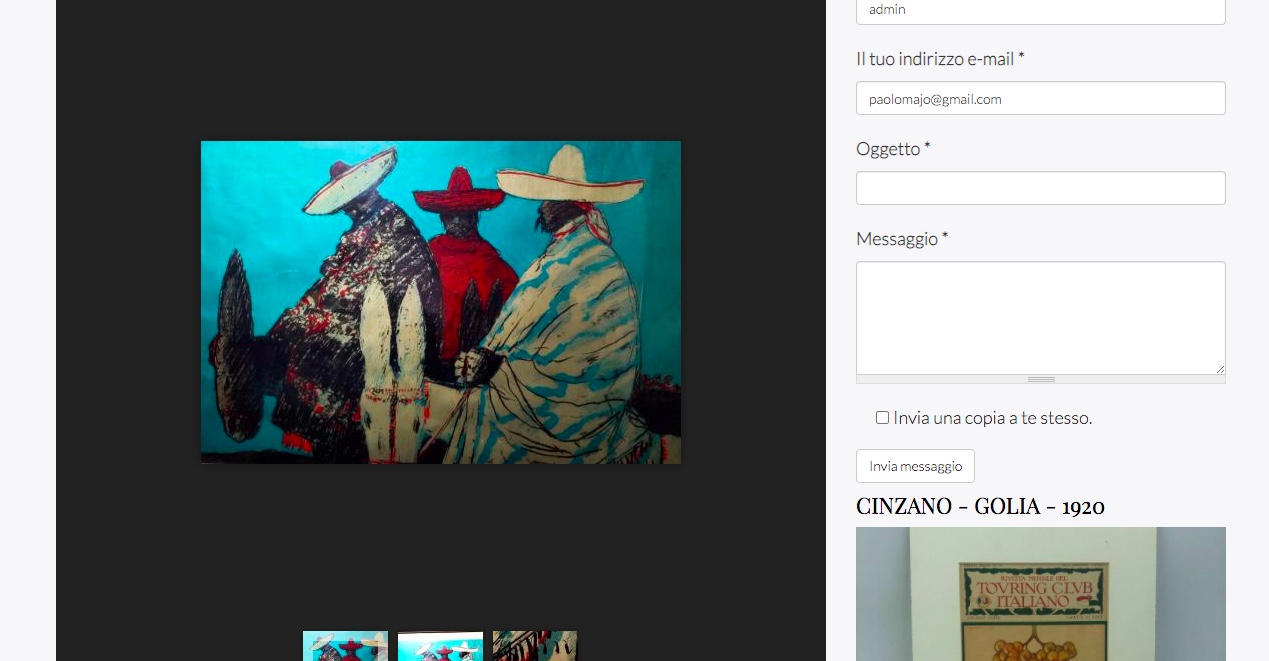 admin
Il tuo indirizzo e-mail *
paolomajo@gmail.com
Oggetto *
Messaggio *
Invia una copia a te stesso.
Invia messaggio
CINZANO - GOLIA - 1920
RIVISTA MENSILE DEL
TOVRING CLVB
ITALIANO